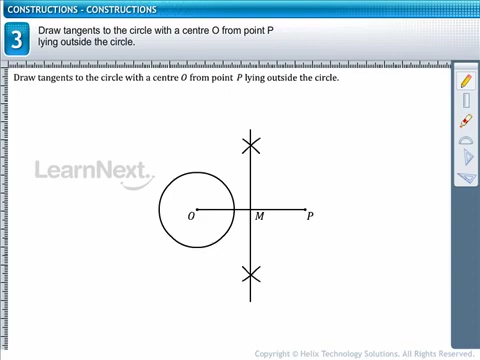 CONSTRUCTIONS - CONSTRUCTIONS
3
Draw tangents to the circle with a centre O from point P
lying outside the circle.
Draw tangents to the circle with a centre O from point P lying outside the circle.
LearnNext..
O M P
Copyright © Helix Technology Solutions. All Rights Reserved.